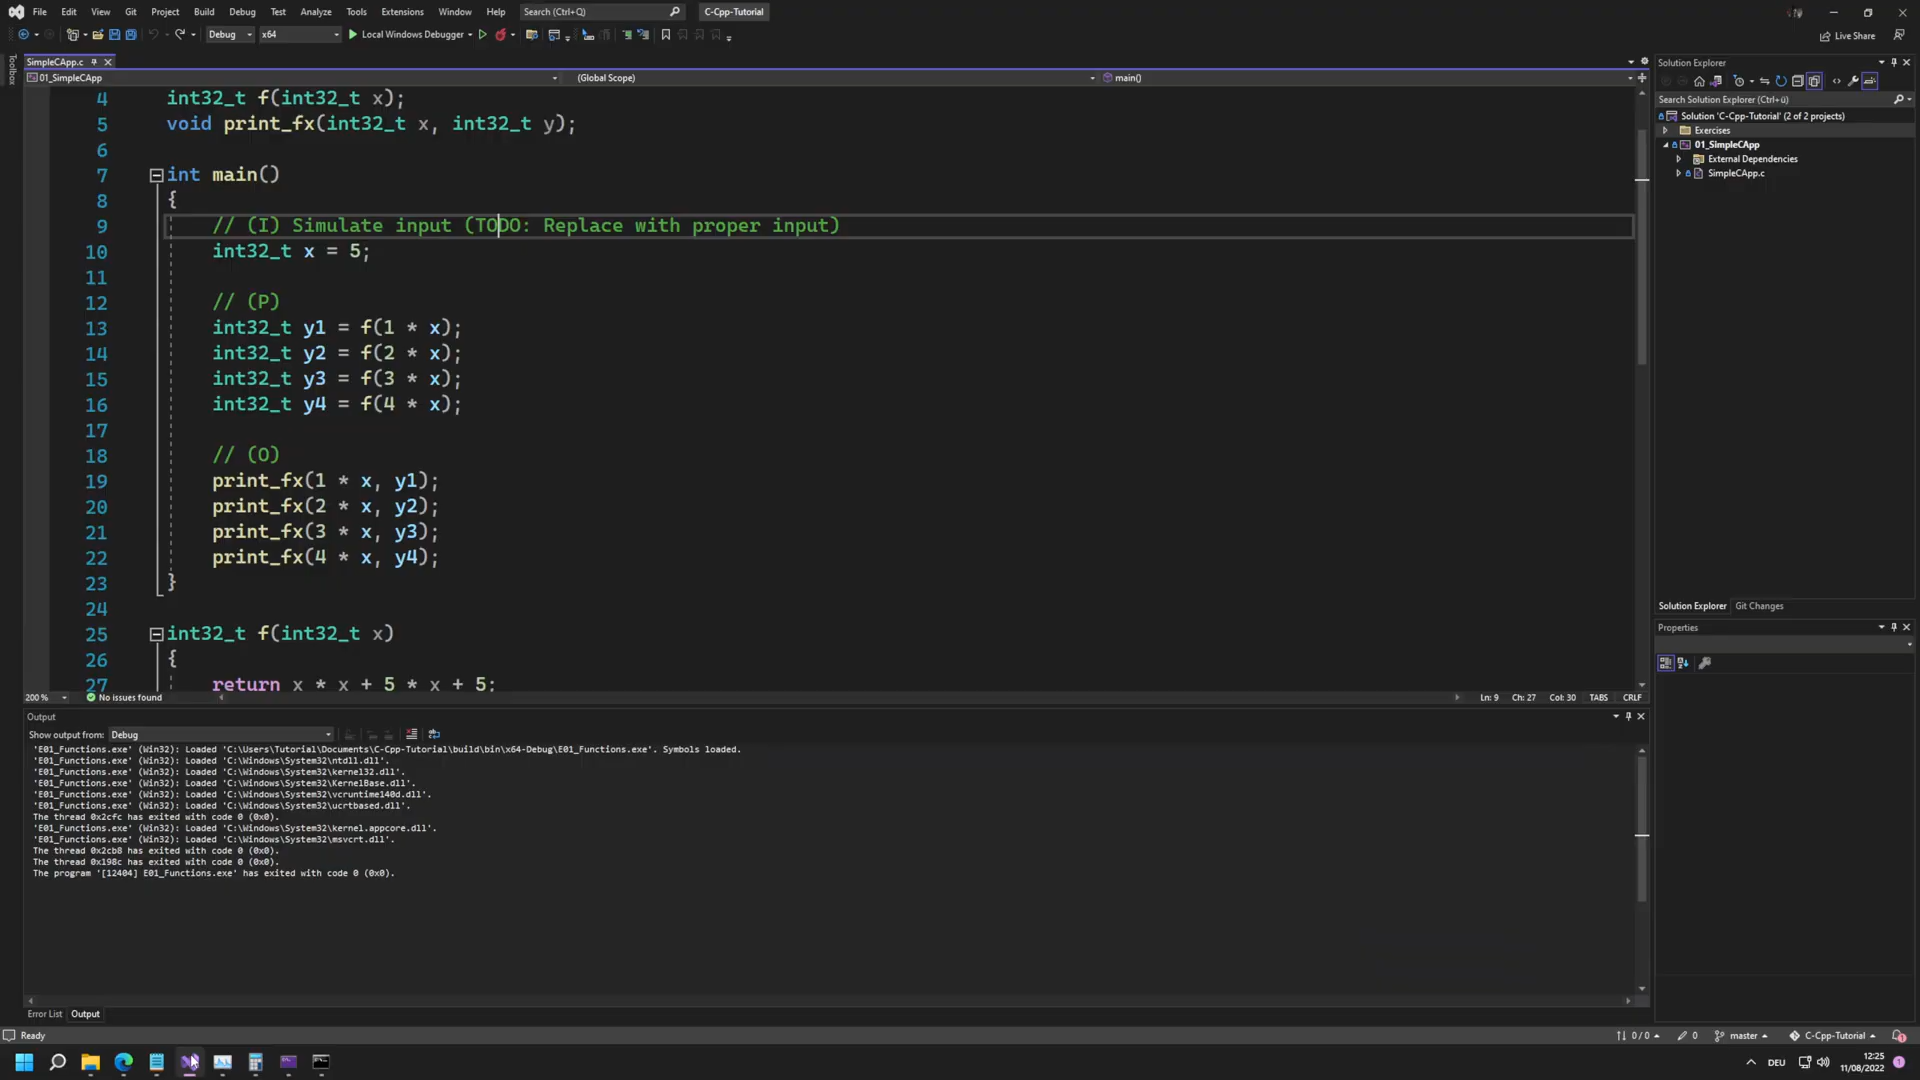 File Edit View Git Project Build Debug Test Analyze Tools Extensions Window Help Search (Ctrl+Q) C-Cpp-Tutorial
Debug x64 Local Windows Debugger Live Share
SimpleCApp.c
01_SimpleCApp (Global Scope) main()
4 int32_t f(int32_t x);
5 void print_fx(int32_t x, int32_t y);
6
7 int main()
8 {
9 // (I) Simulate input (TODO: Replace with proper input)
10 int32_t x = 5;
11
12 // (P)
13 int32_t y1 = f(1 * x);
14 int32_t y2 = f(2 * x);
15 int32_t y3 = f(3 * x);
16 int32_t y4 = f(4 * x);
17
18 // (O)
19 print_fx(1 * x, y1);
20 print_fx(2 * x, y2);
21 print_fx(3 * x, y3);
22 print_fx(4 * x, y4);
23 }
24
25 int32_t f(int32_t x)
26 {
27 return x * x + 5 * x + 5;
200 % No issues found Ln: 9 Ch: 27 Col: 30 TABS CRLF
Toolbox
Output
Show output from: Debug
'E01_Functions.exe' (Win32): Loaded 'C:\Users\Tutorial\Documents\C-Cpp-Tutorial\build\bin\x64-Debug\E01_Functions.exe'. Symbols loaded.
'E01_Functions.exe' (Win32): Loaded 'C:\Windows\System32\ntdll.dll'.
'E01_Functions.exe' (Win32): Loaded 'C:\Windows\System32\kernel32.dll'.
'E01_Functions.exe' (Win32): Loaded 'C:\Windows\System32\KernelBase.dll'.
'E01_Functions.exe' (Win32): Loaded 'C:\Windows\System32\vcruntime140d.dll'.
'E01_Functions.exe' (Win32): Loaded 'C:\Windows\System32\ucrtbased.dll'.
The thread 0x2cfc has exited with code 0 (0x0).
'E01_Functions.exe' (Win32): Loaded 'C:\Windows\System32\kernel.appcore.dll'.
'E01_Functions.exe' (Win32): Loaded 'C:\Windows\System32\msvcrt.dll'.
The thread 0x2cb8 has exited with code 0 (0x0).
The thread 0x198c has exited with code 0 (0x0).
The program '[12404] E01_Functions.exe' has exited with code 0 (0x0).
Error List Output
Solution Explorer
Search Solution Explorer (Ctrl+ü)
Solution 'C-Cpp-Tutorial' (2 of 2 projects)
Exercises
01_SimpleCApp
External Dependencies
SimpleCApp.c
Solution Explorer Git Changes
Properties
Ready 0 / 0 0 master C-Cpp-Tutorial 1
DEU 12:25 1
11/08/2022